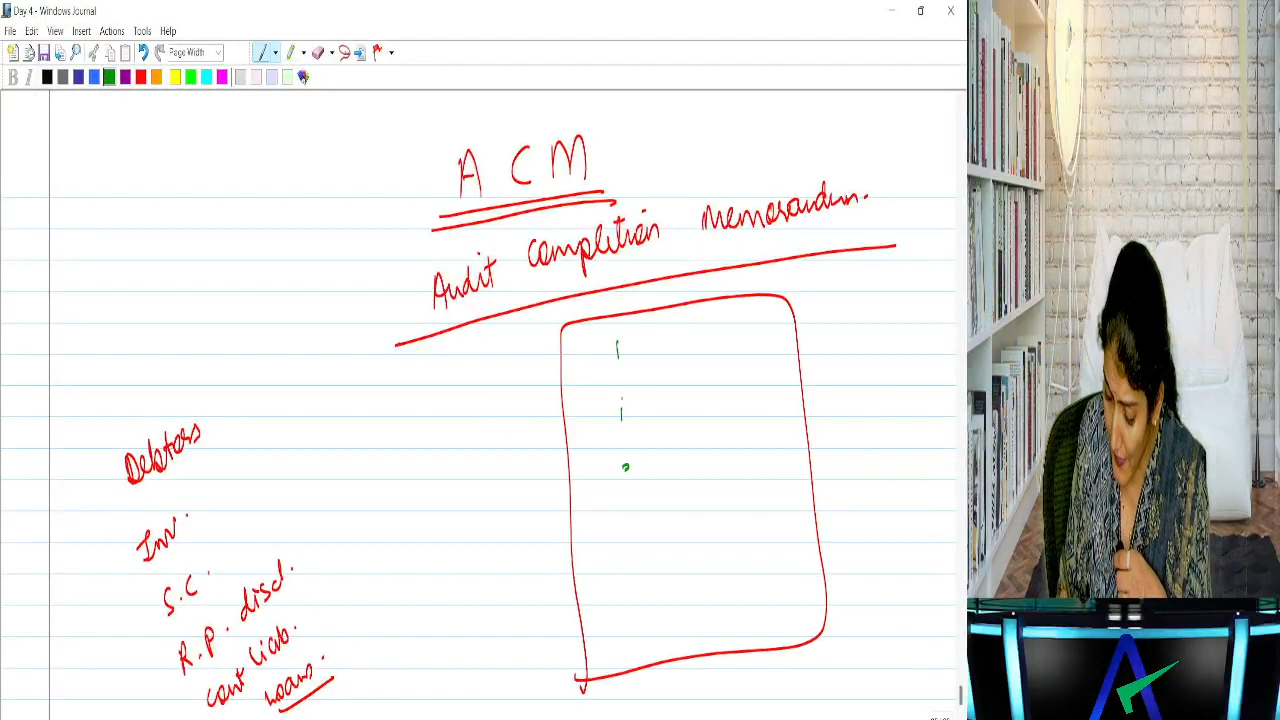 Day 4 - Windows Journal
File Edit View Insert Actions Tools Help
Page Width
B I
A C M
Audit Completion Memorandum.
Debtors
Inv.
S.C.
R.P. discl.
cont liab.
Loans.